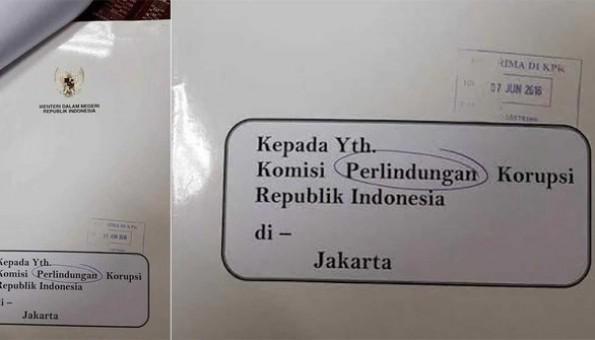 MENTERI DALAM NEGERI
REPUBLIK INDONESIA
Kepada Yth.
Komisi Perlindungan Korupsi
Republik Indonesia
di –
Jakarta
RIMA DI KPK
07 JUN 2016
Kepada Yth.
Komisi Perlindungan Korupsi
Republik Indonesia
di –
Jakarta